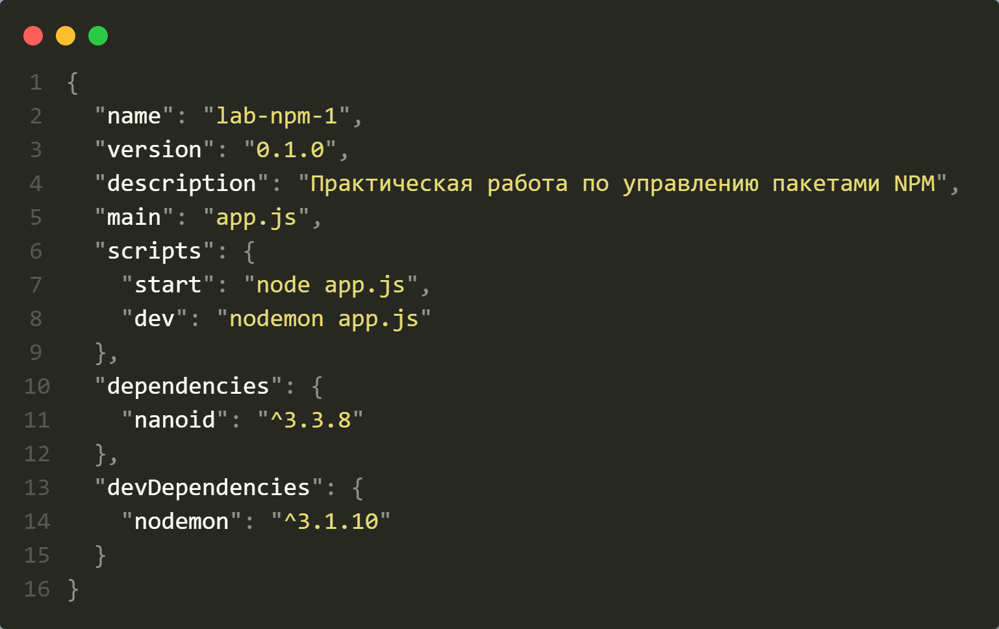 1 {
2   "name": "lab-npm-1",
3   "version": "0.1.0",
4   "description": "Практическая работа по управлению пакетами NPM",
5   "main": "app.js",
6   "scripts": {
7     "start": "node app.js",
8     "dev": "nodemon app.js"
9   },
10   "dependencies": {
11     "nanoid": "^3.3.8"
12   },
13   "devDependencies": {
14     "nodemon": "^3.1.10"
15   }
16 }